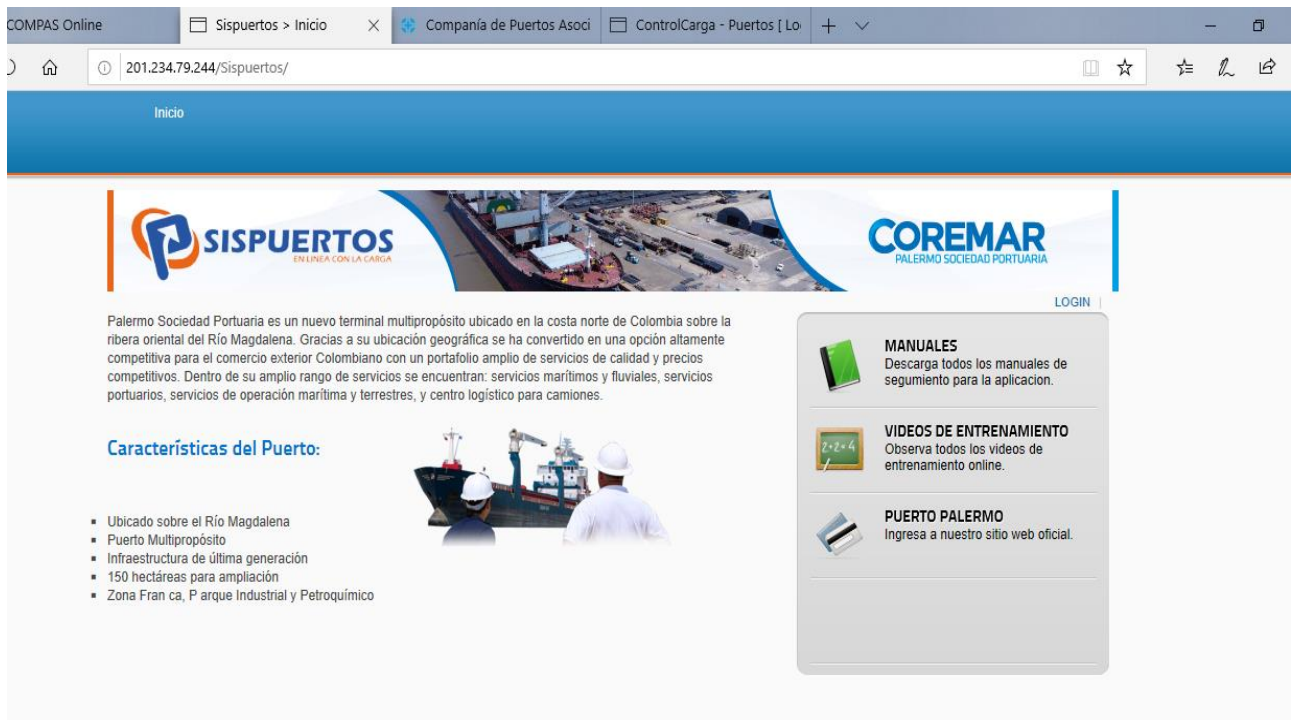 COMPAS Online
Sispuertos > Inicio
Companía de Puertos Asoci
ControlCarga - Puertos [ Lo
201.234.79.244/Sispuertos/
Inicio
SISPUERTOS
EN LINEA CON LA CARGA
COREMAR
PALERMO SOCIEDAD PORTUARIA
LOGIN |
Palermo Sociedad Portuaria es un nuevo terminal multipropósito ubicado en la costa norte de Colombia sobre la
ribera oriental del Río Magdalena. Gracias a su ubicación geográfica se ha convertido en una opción altamente
competitiva para el comercio exterior Colombiano con un portafolio amplio de servicios de calidad y precios
competitivos. Dentro de su amplio rango de servicios se encuentran: servicios marítimos y fluviales, servicios
portuarios, servicios de operación marítima y terrestres, y centro logístico para camiones.
Características del Puerto:
Ubicado sobre el Río Magdalena
Puerto Multipropósito
Infraestructura de última generación
150 hectáreas para ampliación
Zona Fran ca, P arque Industrial y Petroquímico
MANUALES
Descarga todos los manuales de
segumiento para la aplicacion.
2+2=4
VIDEOS DE ENTRENAMIENTO
Observa todos los videos de
entrenamiento online.
PUERTO PALERMO
Ingresa a nuestro sitio web oficial.